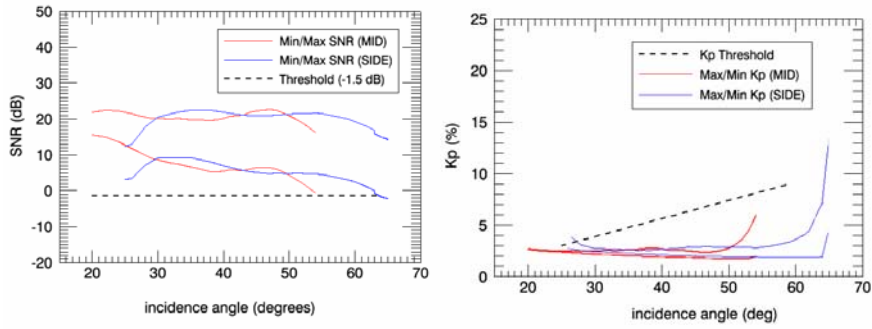 50
40
30
20
10
0
-10
-20
SNR (dB)
Min/Max SNR (MID)
Min/Max SNR (SIDE)
Threshold (-1.5 dB)
20 30 40 50 60 70
incidence angle (degrees)
25
20
15
10
5
0
Kp (%)
Kp Threshold
Max/Min Kp (MID)
Max/Min Kp (SIDE)
20 30 40 50 60 70
incidence angle (deg)